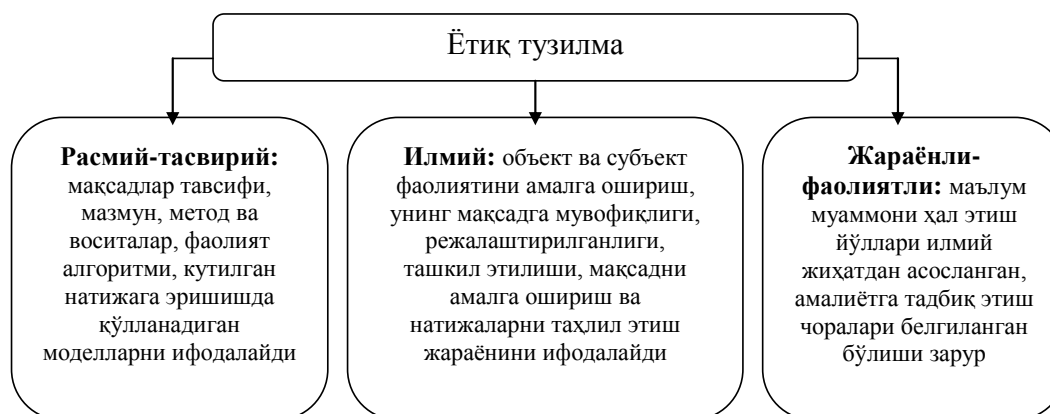 Ётиқ тузилма
Расмий-тасвирий:
мақсадлар тавсифи,
мазмун, метод ва
воситалар, фаолият
алгоритми, кутилган
натижага эришишда
қўлланадиган
моделларни ифодалайди
Илмий: объект ва субъект
фаолиятини амалга ошириш,
унинг мақсадга мувофиқлиги,
режалаштирилганлиги,
ташкил этилиши, мақсадни
амалга ошириш ва
натижаларни таҳлил этиш
жараёнини ифодалайди
Жараёнли-
фаолиятли: маълум
муаммони ҳал этиш
йўллари илмий
жиҳатдан асосланган,
амалиётга тадбиқ этиш
чоралари белгиланган
бўлиши зарур